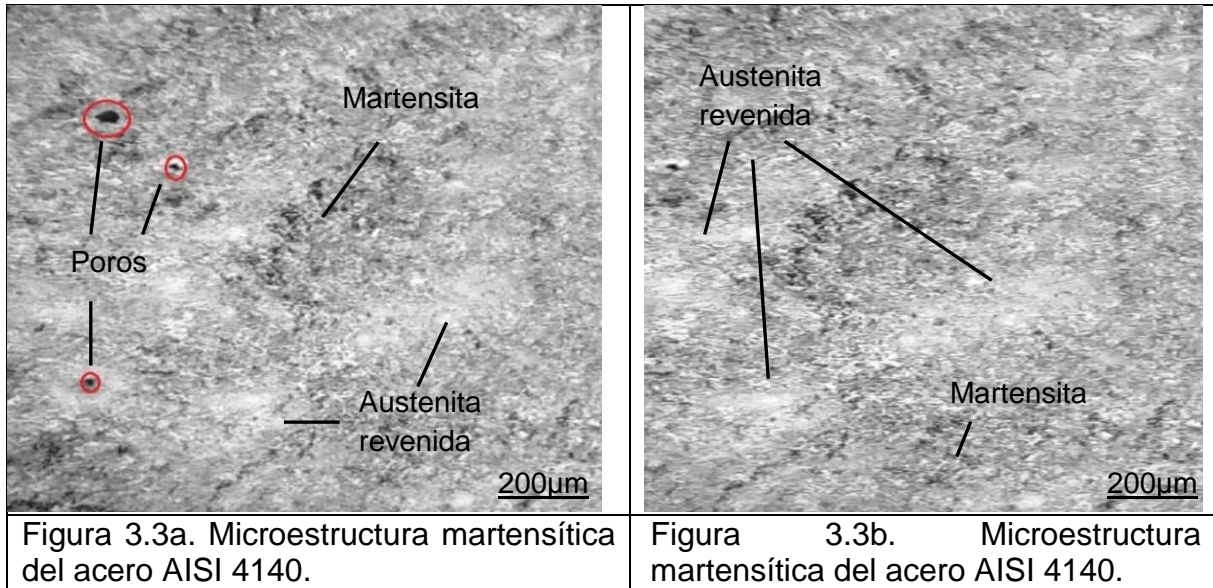 Martensita
Poros
Austenita
revenida
200µm
Austenita
revenida
Martensita
200µm
Figura 3.3a. Microestructura martensítica
del acero AISI 4140.
Figura 3.3b. Microestructura
martensítica del acero AISI 4140.